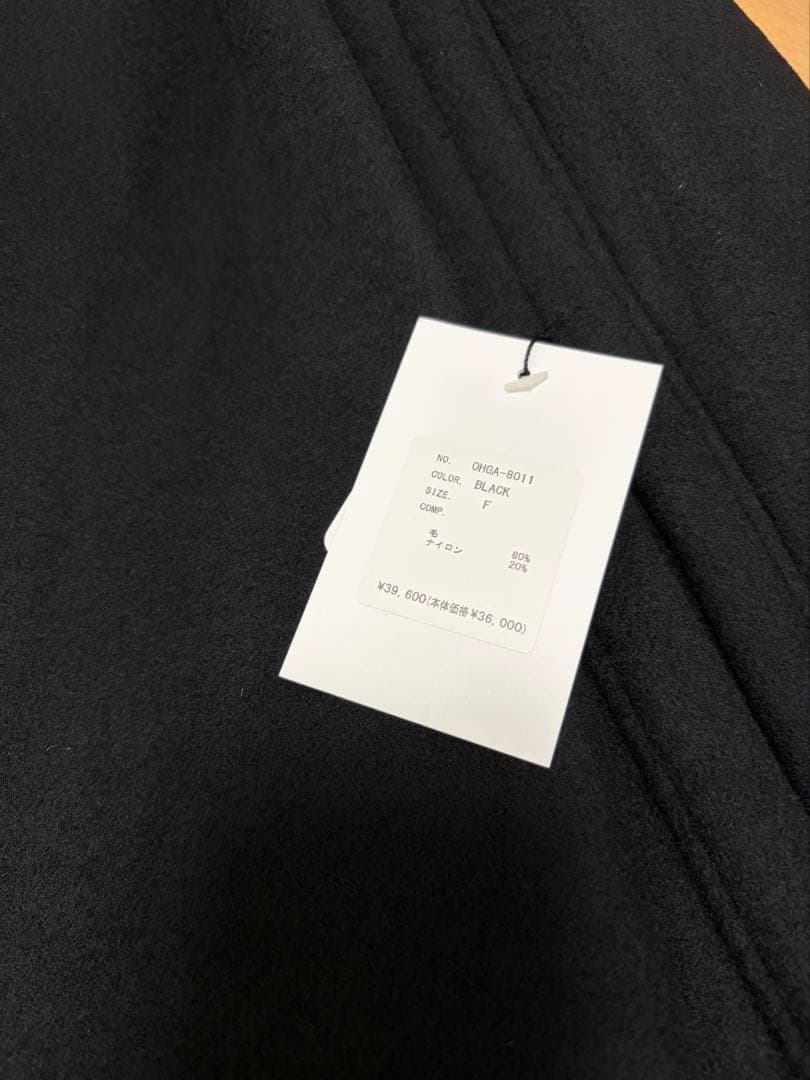 NO. OHGA-8011
COLOR. BLACK
SIZE. F
COMP.
毛 80%
ナイロン 20%
¥39,600(本体価格¥36,000)